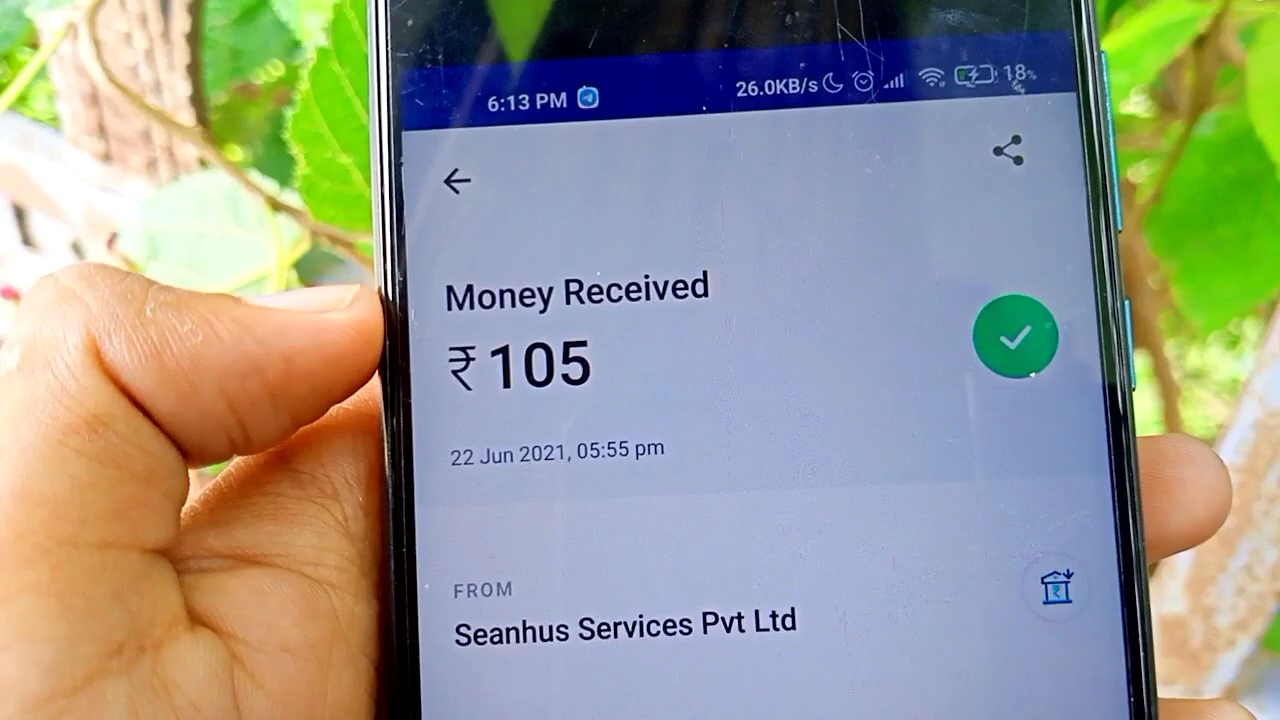 6:13 PM 26.0KB/s 18%
Money Received
₹105
22 Jun 2021, 05:55 pm
FROM
₹
Seanhus Services Pvt Ltd